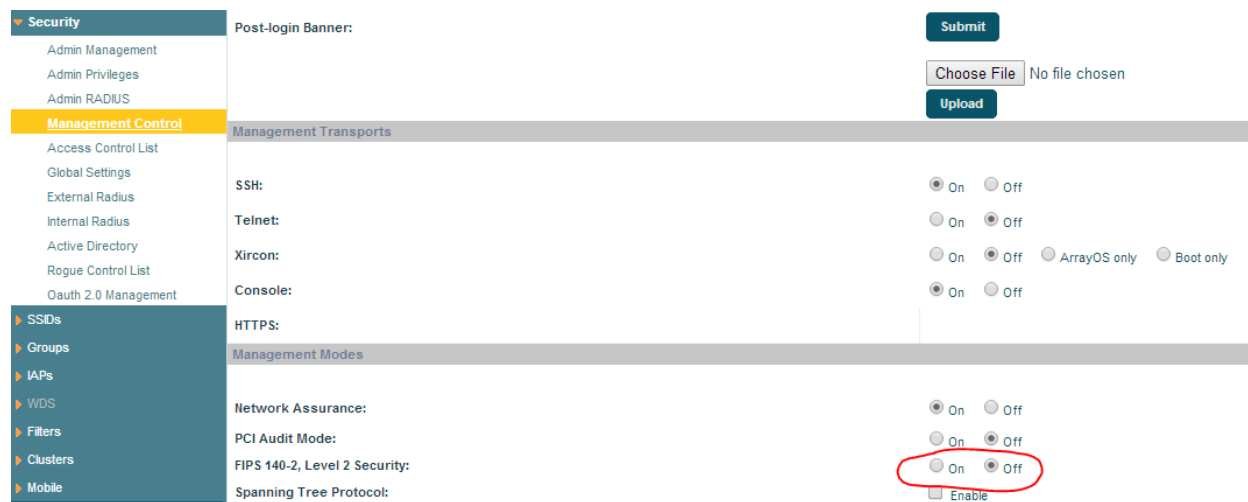 Security
Admin Management
Admin Privileges
Admin RADIUS
Management Control
Access Control List
Global Settings
External Radius
Internal Radius
Active Directory
Rogue Control List
Oauth 2.0 Management
SSIDs
Groups
IAPs
WDS
Filters
Clusters
Mobile
Post-login Banner:
Submit
Choose File No file chosen
Upload
Management Transports
SSH: On Off
Telnet: On Off
Xircon: On Off ArrayOS only Boot only
Console: On Off
HTTPS:
Management Modes
Network Assurance: On Off
PCI Audit Mode: On Off
FIPS 140-2, Level 2 Security: On Off
Spanning Tree Protocol: Enable